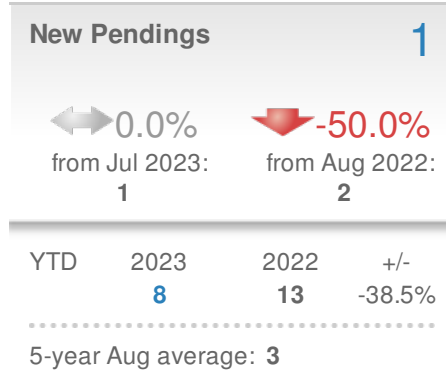 New Pendings 1
0.0% -50.0%
from Jul 2023: from Aug 2022:
1 2
YTD 2023 2022 +/-
8 13 -38.5%
5-year Aug average: 3